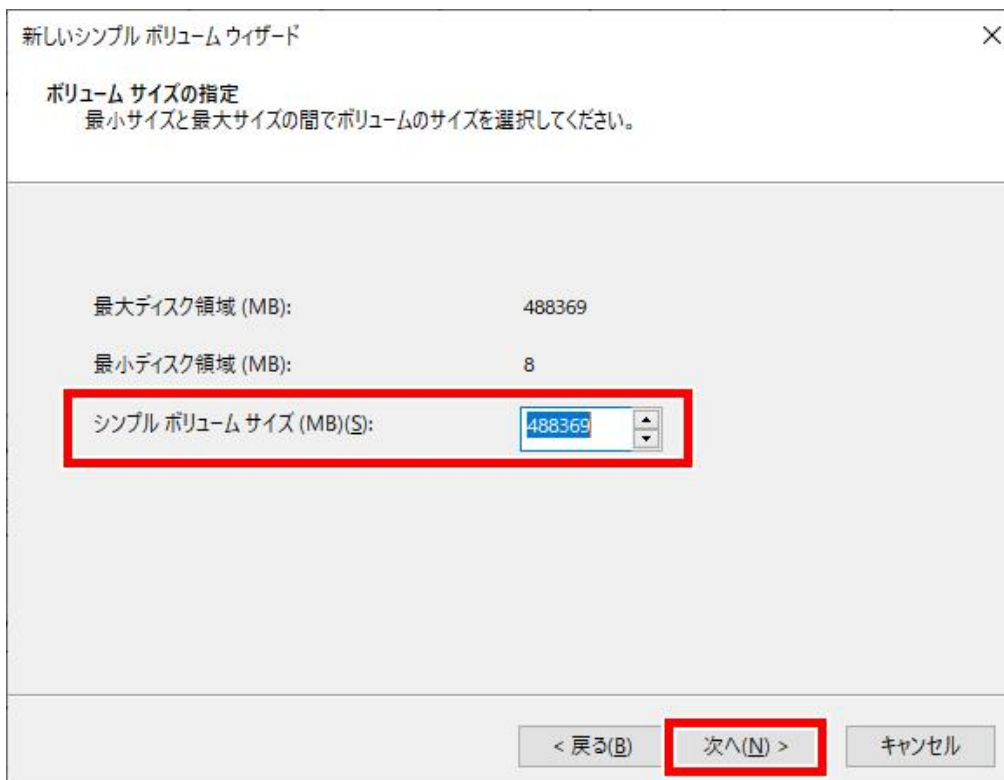 新しいシンプル ボリューム ウィザード
ボリューム サイズの指定
最小サイズと最大サイズの間でボリュームのサイズを選択してください。
最大ディスク領域 (MB): 488369
最小ディスク領域 (MB): 8
シンプル ボリューム サイズ (MB)(S): 488369
< 戻る(B) 次へ(N) > キャンセル